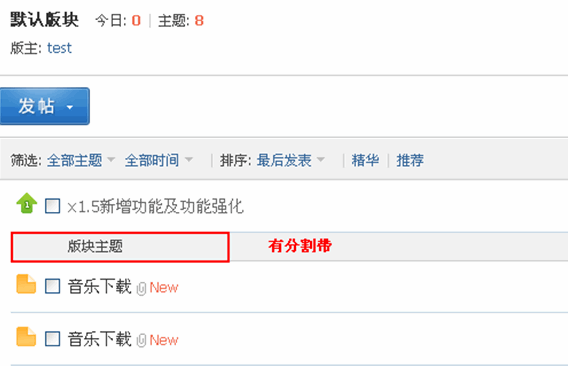 默认版块 今日: 0 | 主题: 8
版主: test
发帖
筛选: 全部主题 全部时间 | 排序: 最后发表 | 精华 | 推荐
1 x1.5新增功能及功能强化
版块主题 有分割带
音乐下载 New
音乐下载 New